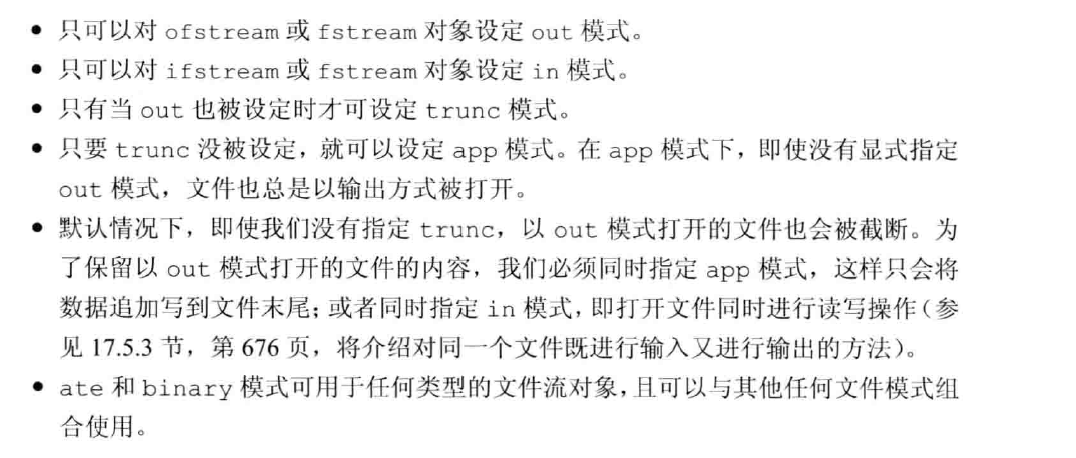 • 只可以对 ofstream 或 fstream 对象设定 out 模式。
• 只可以对 ifstream 或 fstream 对象设定 in 模式。
• 只有当 out 也被设定时才可设定 trunc 模式。
• 只要 trunc 没被设定，就可以设定 app 模式。在 app 模式下，即使没有显式指定
out 模式，文件也总是以输出方式被打开。
• 默认情况下，即使我们没有指定 trunc，以 out 模式打开的文件也会被截断。为
了保留以 out 模式打开的文件的内容，我们必须同时指定 app 模式，这样只会将
数据追加写到文件末尾；或者同时指定 in 模式，即打开文件同时进行读写操作（参
见 17.5.3 节，第 676 页，将介绍对同一个文件既进行输入又进行输出的方法）。
• ate 和 binary 模式可用于任何类型的文件流对象，且可以与其他任何文件模式组
合使用。